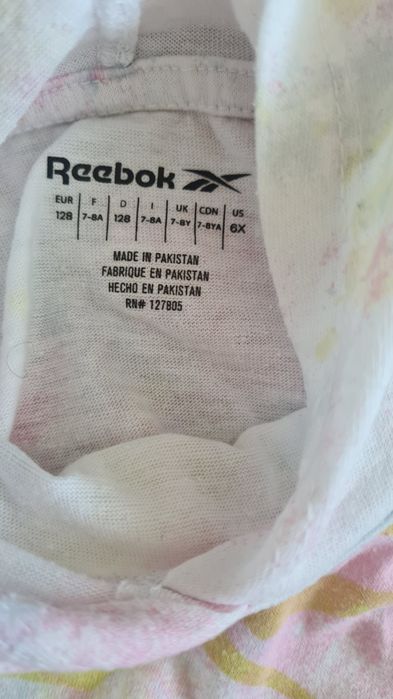 Reebok
EUR F D I UK CDN US
128 7-8A 128 7-8A 7-8Y 7-8YA 6X
MADE IN PAKISTAN
FABRIQUE EN PAKISTAN
HECHO EN PAKISTAN
RN# 127805